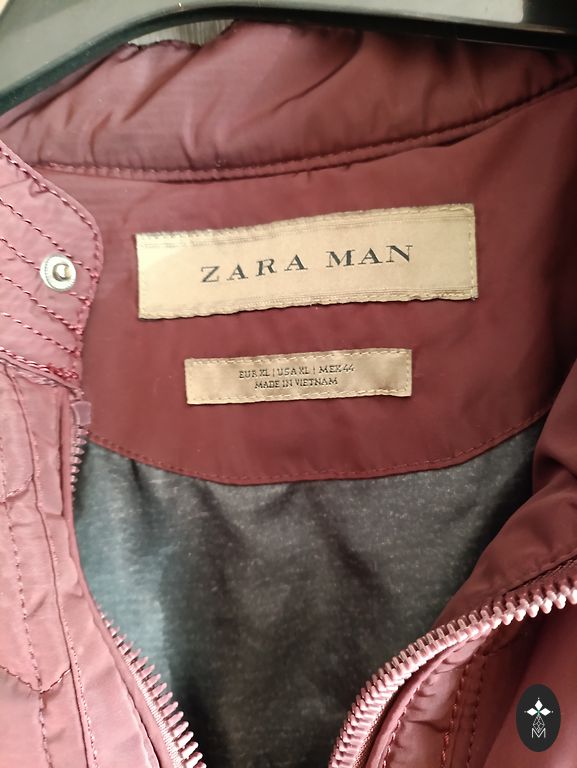 ZARA MAN
EUR XL | USA XL | MEX 44
MADE IN VIETNAM